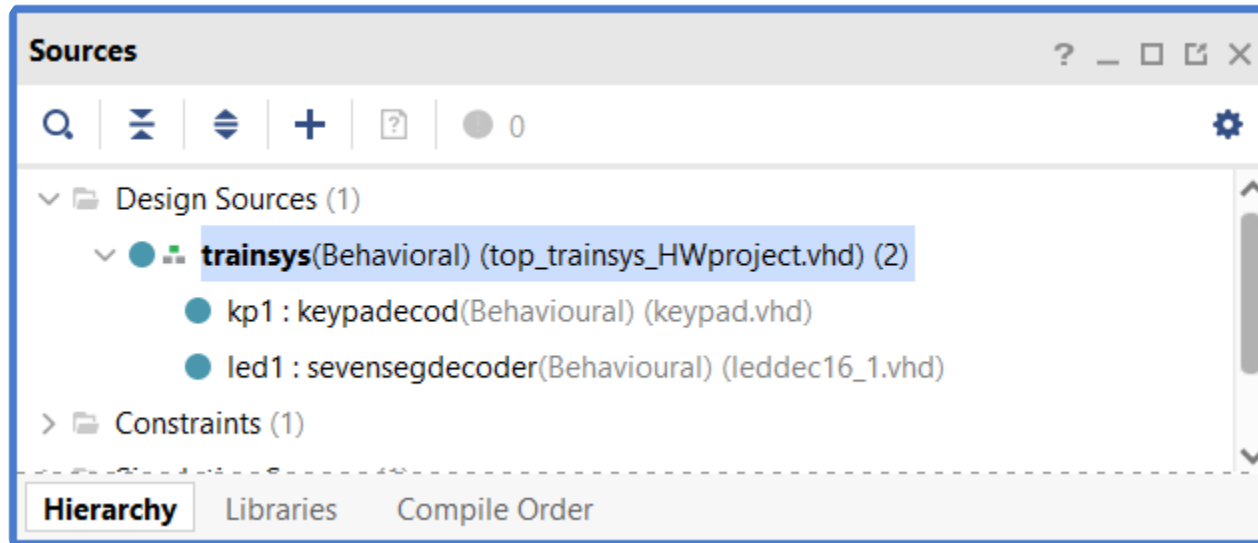 Sources
?
? 0
Design Sources (1)
trainsys(Behavioral) (top_trainsys_HWproject.vhd) (2)
kp1 : keypadecod(Behavioural) (keypad.vhd)
led1 : sevensegdecoder(Behavioural) (leddec16_1.vhd)
Constraints (1)
Hierarchy Libraries Compile Order